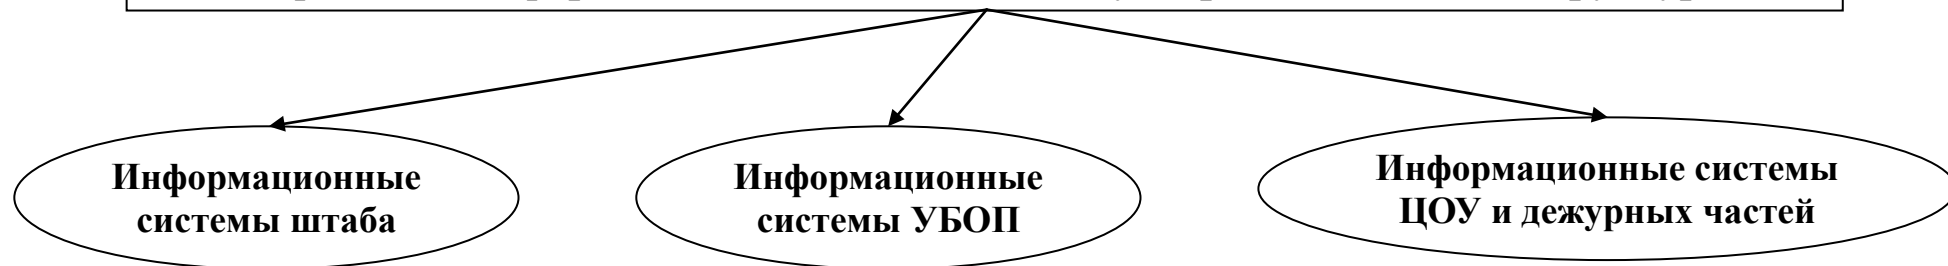 Информационные
системы штаба
Информационные
системы УБОП
Информационные системы
ЦОУ и дежурных частей